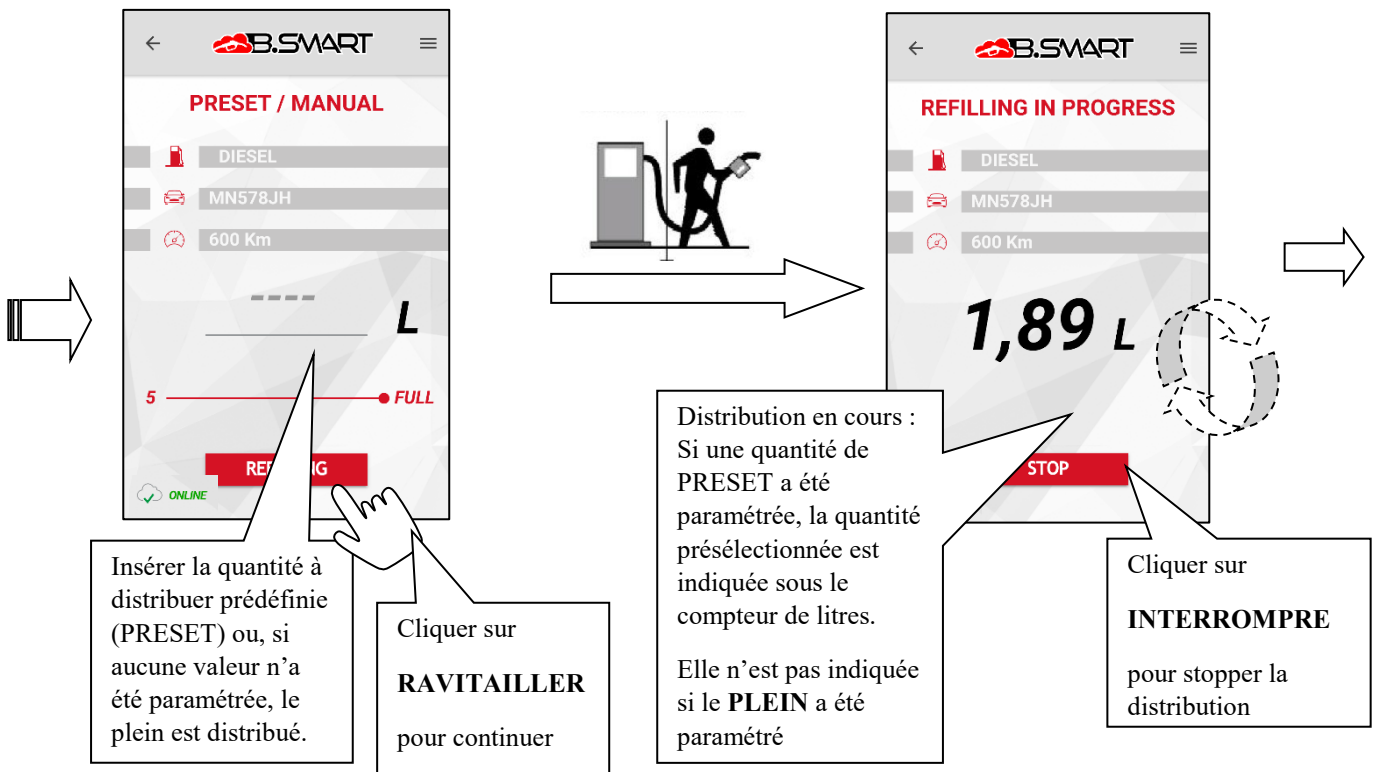 B.SMART
PRESET / MANUAL
DIESEL
MN578JH
600 Km
---- L
5 FULL
ONLINE
Insérer la quantité à
distribuer prédéfinie
(PRESET) ou, si
aucune valeur n’a
été paramétrée, le
plein est distribué.
Cliquer sur
RAVITAILLER
pour continuer
B.SMART
REFILLING IN PROGRESS
DIESEL
MN578JH
600 Km
1,89 L
STOP
Distribution en cours :
Si une quantité de
PRESET a été
paramétrée, la quantité
présélectionnée est
indiquée sous le
compteur de litres.
Elle n’est pas indiquée
si le PLEIN a été
paramétré
Cliquer sur
INTERROMPRE
pour stopper la
distribution